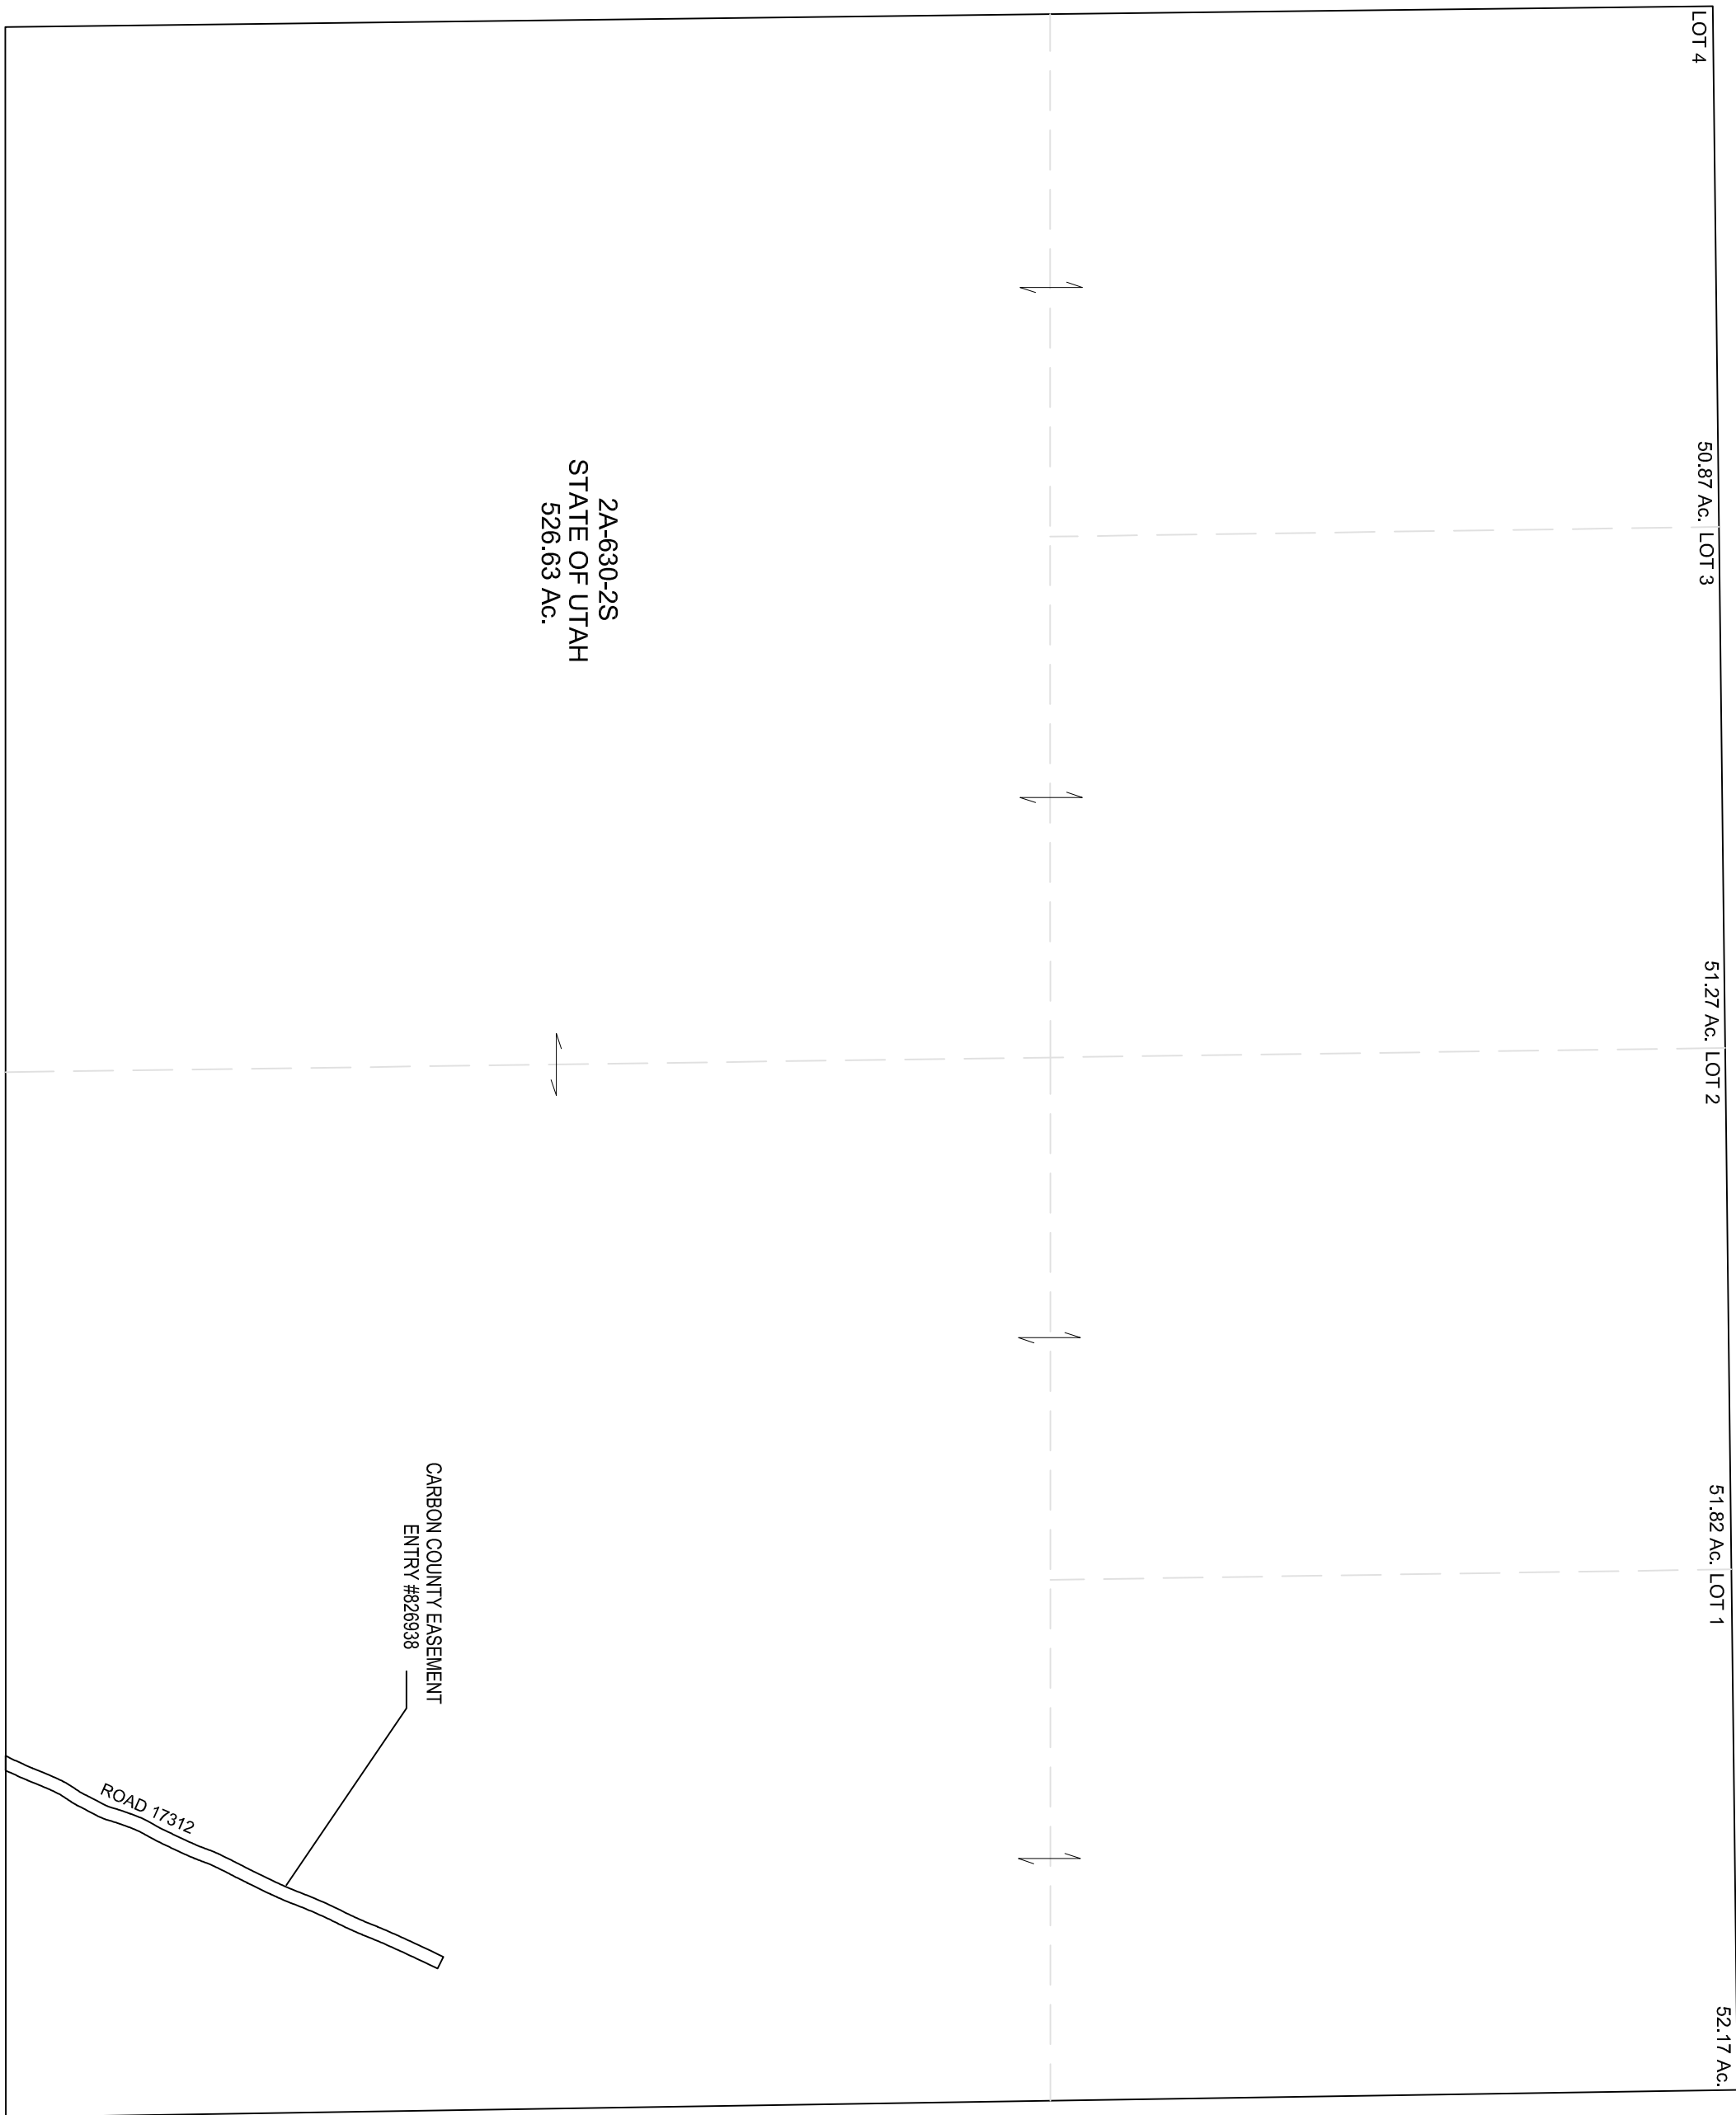 LOT 4
50.87 Ac.
LOT 3
51.27 Ac.
LOT 2
51.82 Ac.
LOT 1
52.17 Ac.
2A-630-2S
STATE OF UTAH
526.63 Ac.
CARBON COUNTY EASEMENT
ENTRY #826938
ROAD 17312